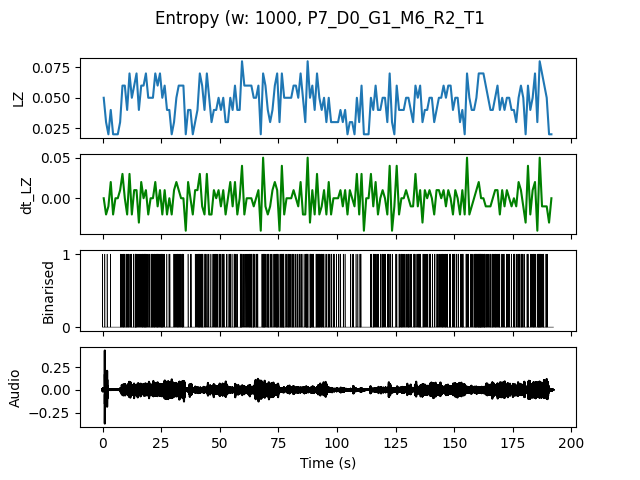 Entropy (w: 1000, P7_D0_G1_M6_R2_T1
0.075
0.050
0.025
LZ
0.05
0.00
dt_LZ
1
0
Binarised
0.25
0.00
−0.25
Audio
0 25 50 75 100 125 150 175 200
Time (s)